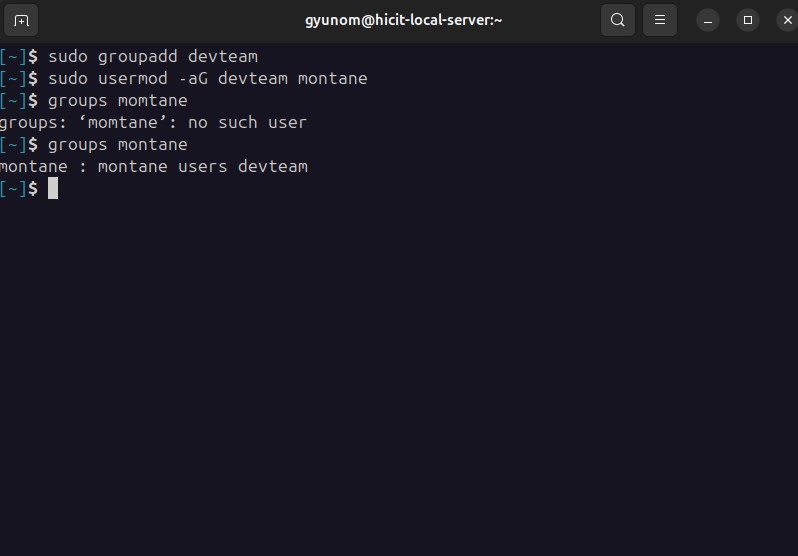 gyunom@hicit-local-server:~
[~]$ sudo groupadd devteam
[~]$ sudo usermod -aG devteam montane
[~]$ groups momtane
groups: ‘momtane’: no such user
[~]$ groups montane
montane : montane users devteam
[~]$